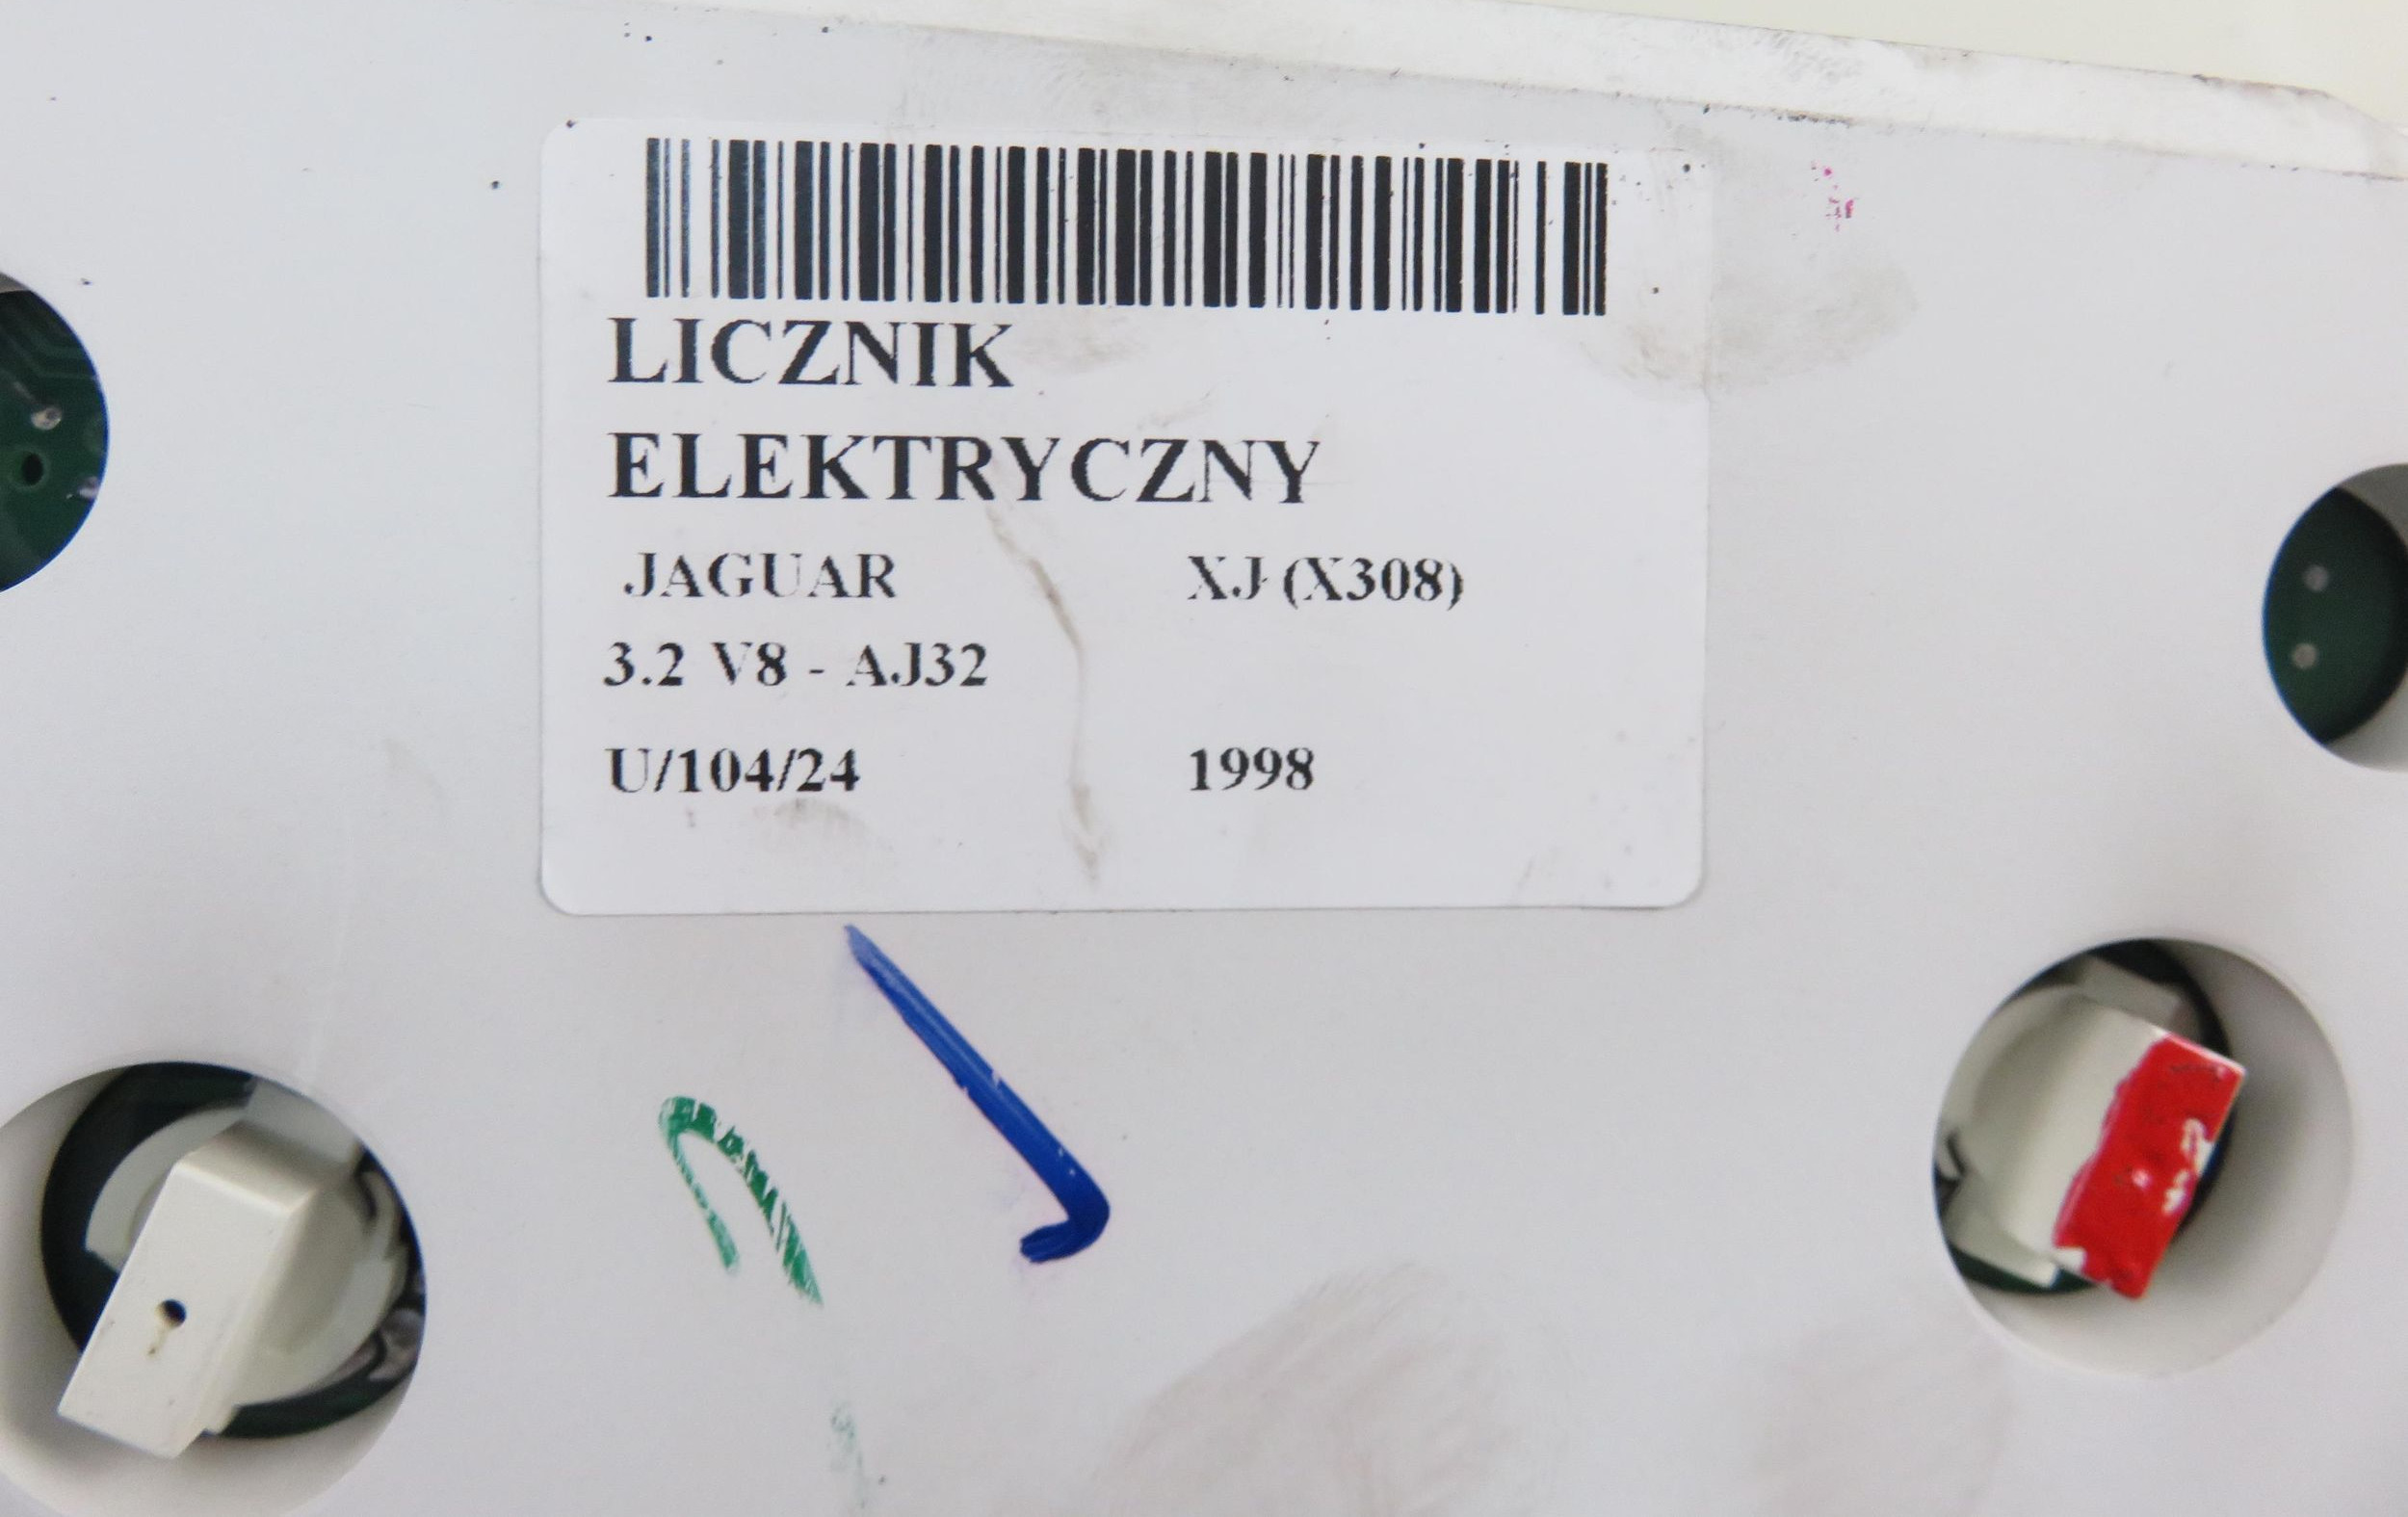 LICZNIK
ELEKTRYCZNY
JAGUAR XJ (X308)
3.2 V8 - AJ32
U/104/24 1998